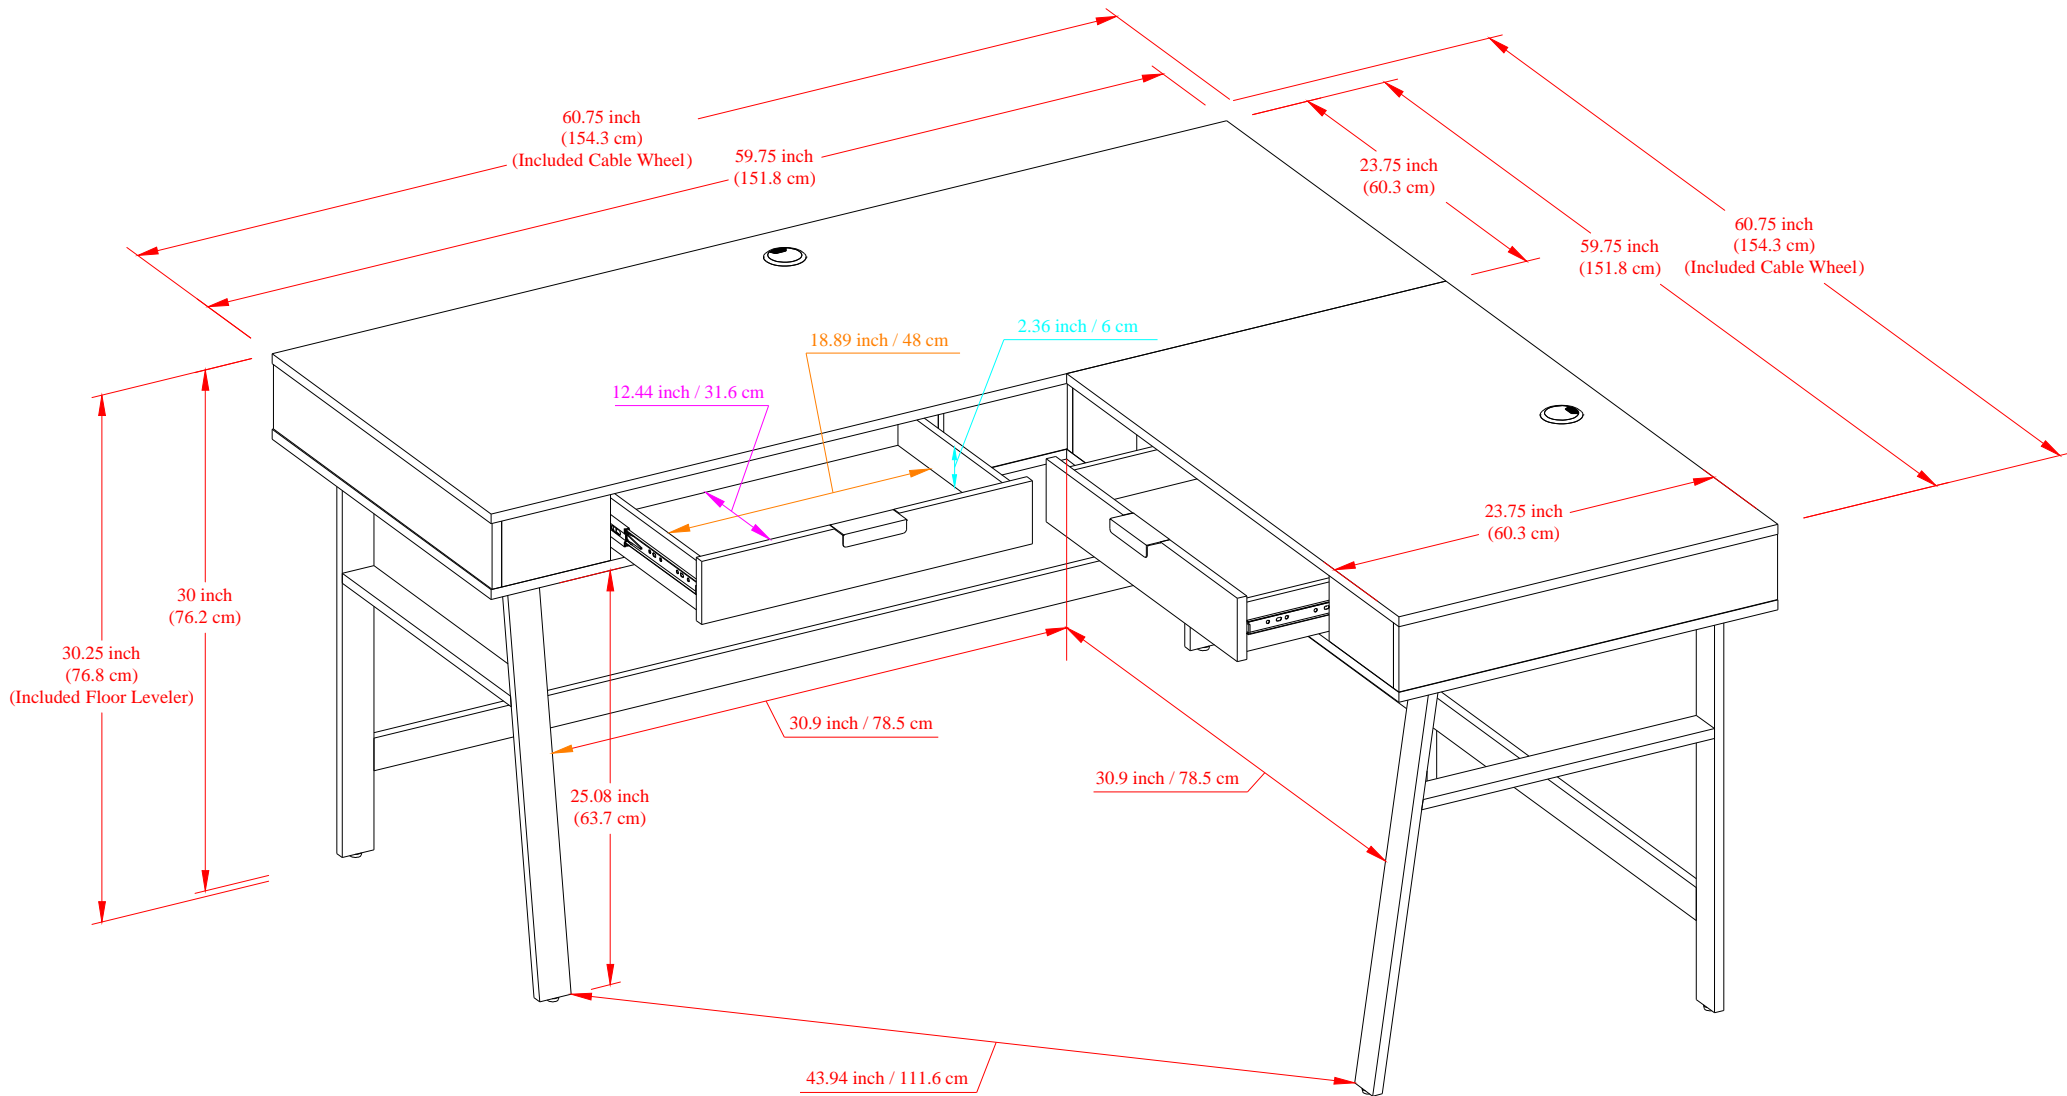 60.75 inch
(154.3 cm)
(Included Cable Wheel)
59.75 inch
(151.8 cm)
23.75 inch
(60.3 cm)
60.75 inch
(154.3 cm)
(Included Cable Wheel)
59.75 inch
(151.8 cm)
2.36 inch / 6 cm
18.89 inch / 48 cm
12.44 inch / 31.6 cm
23.75 inch
(60.3 cm)
30 inch
(76.2 cm)
30.25 inch
(76.8 cm)
(Included Floor Leveler)
30.9 inch / 78.5 cm
30.9 inch / 78.5 cm
25.08 inch
(63.7 cm)
43.94 inch / 111.6 cm